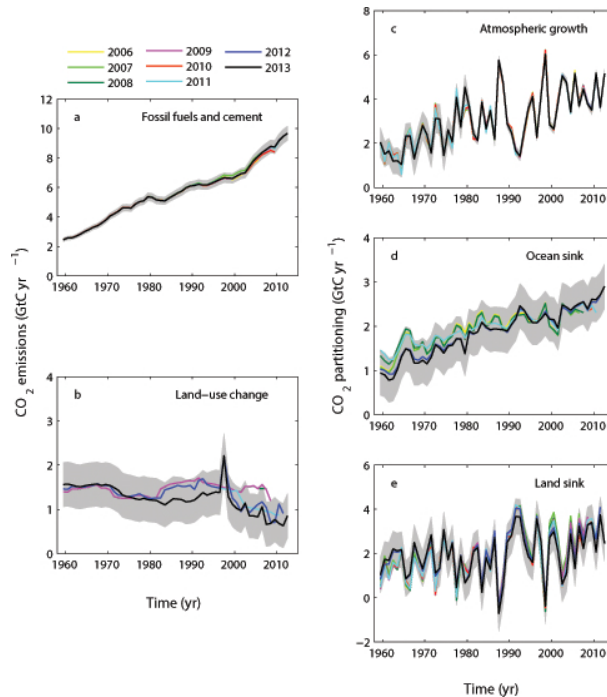 2006
2007
2008
2009
2010
2011
2012
2013
a
Fossil fuels and cement
12
10
8
6
4
2
0
1960 1970 1980 1990 2000 2010
CO2 emissions (GtC yr −1)
b
Land−use change
4
3
2
1
0
1960 1970 1980 1990 2000 2010
Time (yr)
c
Atmospheric growth
8
6
4
2
0
1960 1970 1980 1990 2000 2010
CO2 partitioning (GtC yr −1)
d
Ocean sink
4
3
2
1
0
1960 1970 1980 1990 2000 2010
e
Land sink
6
4
2
0
−2
1960 1970 1980 1990 2000 2010
Time (yr)